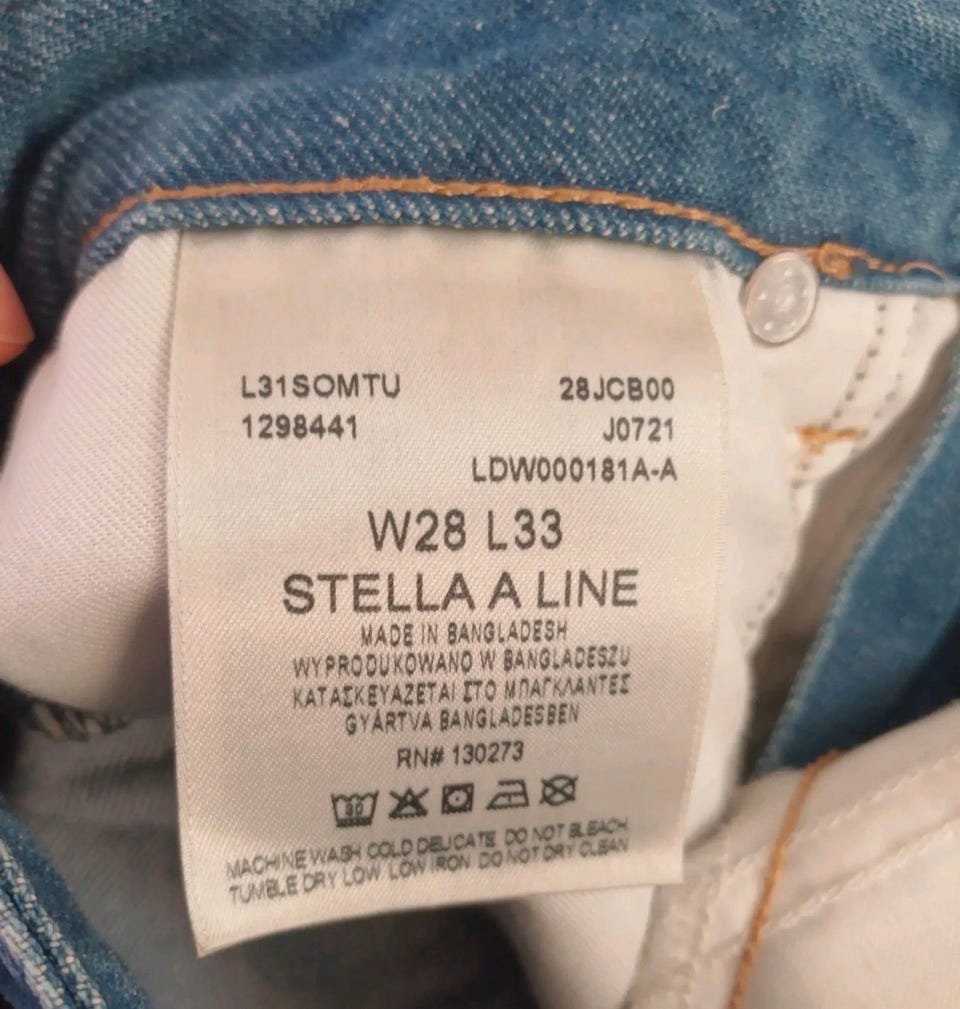 L31SOMTU 28JCB00
1298441 J0721
LDW000181A-A
W28 L33
STELLA A LINE
MADE IN BANGLADESH
WYPRODUKOWANO W BANGLADESZU
ΚΑΤΑΣΚΕΥΑΖΕΤΑΙ ΣΤΟ ΜΠΑΓΚΛΑΝΤΕΣ
GYÁRTVA BANGLADESBEN
RN# 130273
30
MACHINE WASH COLD DELICATE DO NOT BLEACH
TUMBLE DRY LOW LOW IRON DO NOT DRY CLEAN